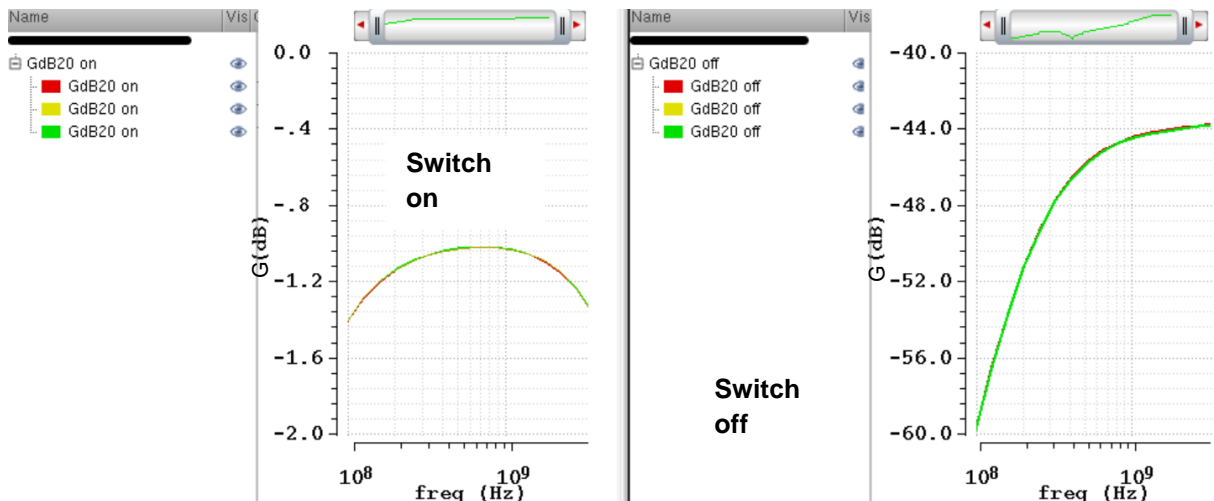 Name Vis
GdB20 on
GdB20 on
GdB20 on
GdB20 on
0.0
-.4
-.8
-1.2
-1.6
-2.0
G(dB)
Switch
on
10⁸ 10⁹
freq (Hz)
Name Vis
GdB20 off
GdB20 off
GdB20 off
GdB20 off
-40.0
-44.0
-48.0
-52.0
-56.0
-60.0
G(dB)
Switch
off
10⁸ 10⁹
freq (Hz)